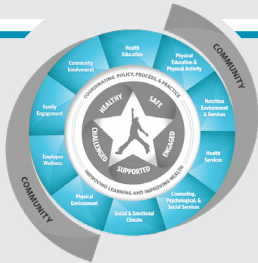 COMMUNITY
Health
Education
Physical
Education &
Physical Activity
Nutrition
Environment
& Services
Health
Services
Counseling,
Psychological, &
Social Services
Social & Emotional
Climate
Physical
Environment
Employee
Wellness
Family
Engagement
Community
Involvement
COORDINATING POLICY, PROCESS, & PRACTICE
IMPROVING LEARNING AND IMPROVING HEALTH
HEALTHY
SAFE
ENGAGED
SUPPORTED
CHALLENGED
COMMUNITY